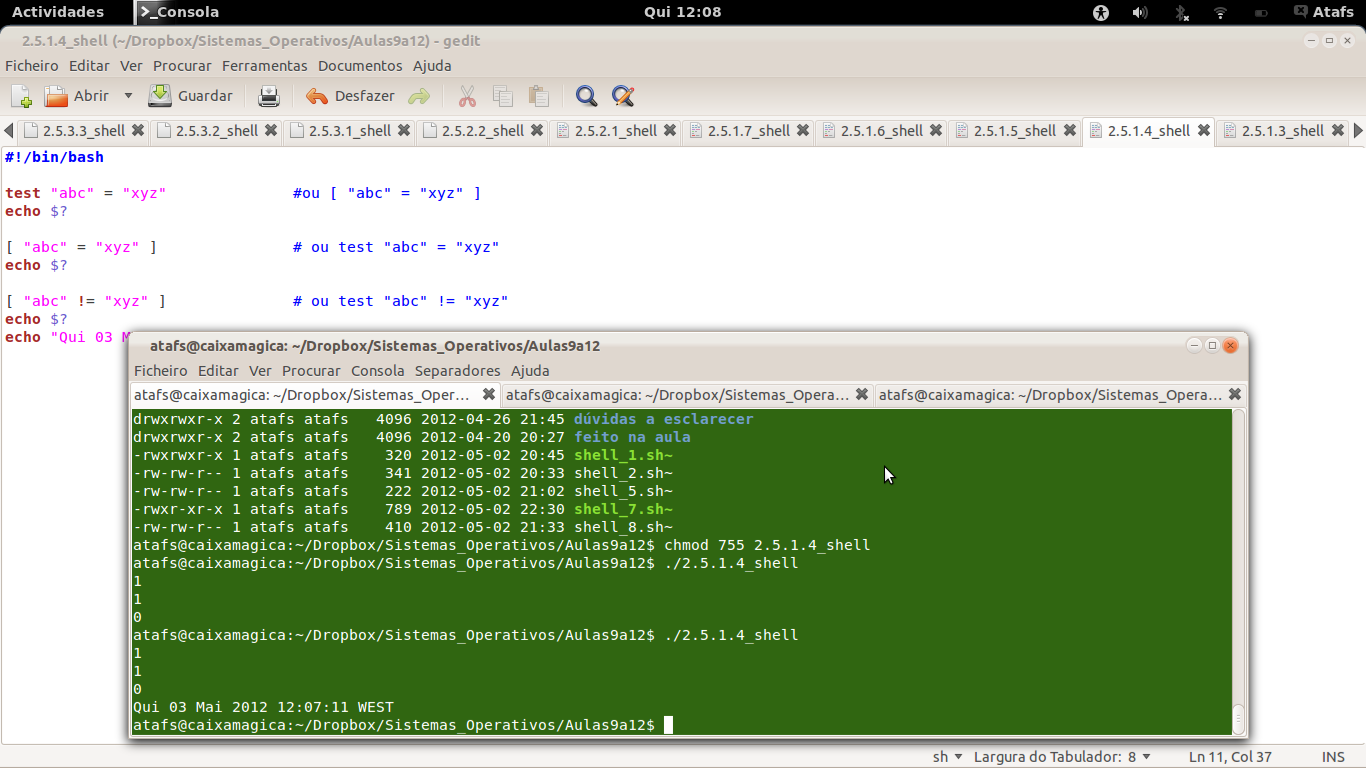 Actividades Consola Qui 12:08 Atafs
2.5.1.4_shell (~/Dropbox/Sistemas_Operativos/Aulas9a12) - gedit
Ficheiro Editar Ver Procurar Ferramentas Documentos Ajuda
Abrir Guardar Desfazer
2.5.3.3_shell 2.5.3.2_shell 2.5.3.1_shell 2.5.2.2_shell 2.5.2.1_shell 2.5.1.7_shell 2.5.1.6_shell 2.5.1.5_shell 2.5.1.4_shell 2.5.1.3_shell
#!/bin/bash
test "abc" = "xyz" #ou [ "abc" = "xyz" ]
echo $?
[ "abc" = "xyz" ] # ou test "abc" = "xyz"
echo $?
[ "abc" != "xyz" ] # ou test "abc" != "xyz"
echo $?
echo "Qui 03 M
atafs@caixamagica: ~/Dropbox/Sistemas_Operativos/Aulas9a12
Ficheiro Editar Ver Procurar Consola Separadores Ajuda
atafs@caixamagica: ~/Dropbox/Sistemas_Oper... atafs@caixamagica: ~/Dropbox/Sistemas_Opera... atafs@caixamagica: ~/Dropbox/Sistemas_Opera...
drwxrwxr-x 2 atafs atafs 4096 2012-04-26 21:45 dúvidas a esclarecer
drwxrwxr-x 2 atafs atafs 4096 2012-04-20 20:27 feito na aula
-rwxrwxr-x 1 atafs atafs 320 2012-05-02 20:45 shell_1.sh~
-rw-rw-r-- 1 atafs atafs 341 2012-05-02 20:33 shell_2.sh~
-rw-rw-r-- 1 atafs atafs 222 2012-05-02 21:02 shell_5.sh~
-rwxr-xr-x 1 atafs atafs 789 2012-05-02 22:30 shell_7.sh~
-rw-rw-r-- 1 atafs atafs 410 2012-05-02 21:33 shell_8.sh~
atafs@caixamagica:~/Dropbox/Sistemas_Operativos/Aulas9a12$ chmod 755 2.5.1.4_shell
atafs@caixamagica:~/Dropbox/Sistemas_Operativos/Aulas9a12$ ./2.5.1.4_shell
1
1
0
atafs@caixamagica:~/Dropbox/Sistemas_Operativos/Aulas9a12$ ./2.5.1.4_shell
1
1
0
Qui 03 Mai 2012 12:07:11 WEST
atafs@caixamagica:~/Dropbox/Sistemas_Operativos/Aulas9a12$
sh Largura do Tabulador: 8 Ln 11, Col 37 INS